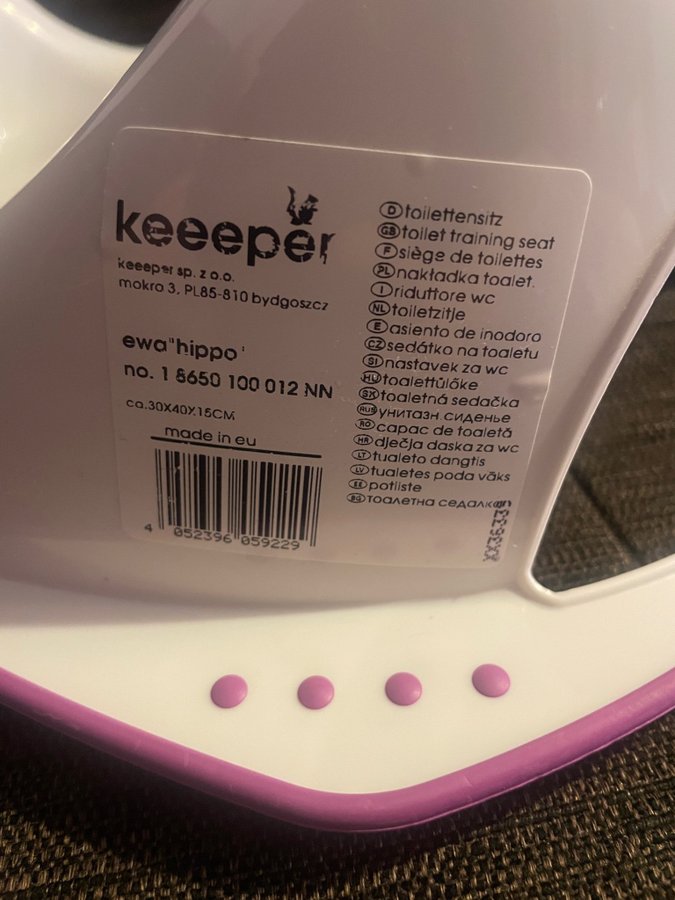 keeeper
keeeper sp. z o.o.
mokra 3, PL85-810 bydgoszcz
ewa"hippo'
no. 1 8650 100 012 NN
ca.30X40X15CM
made in eu
4 052396 059229
D toilettensitz
GB toilet training seat
F siège de toilettes
PL nakładka toalet.
I riduttore wc
NL toiletzitje
E asiento de inodoro
CZ sedátko na toaletu
SI nastavek za wc
HU toalettülőke
SK toaletná sedačka
RUS унитазн.сиденье
RO capac de toaletă
HR dječja daska za wc
LT tualeto dangtis
LV tualetes poda vāks
EE potiliste
BG тоалетна седалка